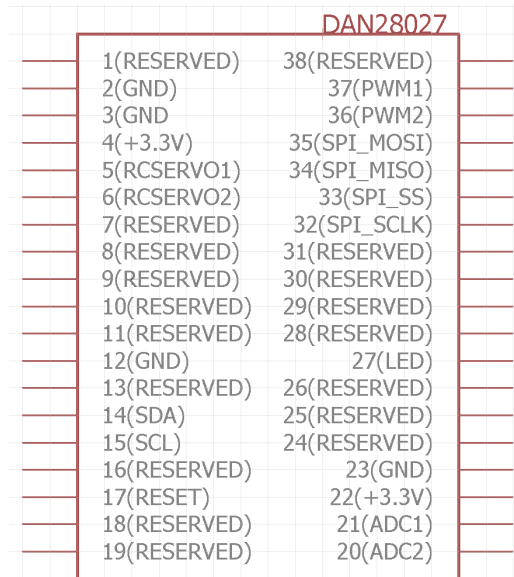 DAN28027
1(RESERVED) 38(RESERVED)
2(GND) 37(PWM1)
3(GND 36(PWM2)
4(+3.3V) 35(SPI_MOSI)
5(RCSERVO1) 34(SPI_MISO)
6(RCSERVO2) 33(SPI_SS)
7(RESERVED) 32(SPI_SCLK)
8(RESERVED) 31(RESERVED)
9(RESERVED) 30(RESERVED)
10(RESERVED) 29(RESERVED)
11(RESERVED) 28(RESERVED)
12(GND) 27(LED)
13(RESERVED) 26(RESERVED)
14(SDA) 25(RESERVED)
15(SCL) 24(RESERVED)
16(RESERVED) 23(GND)
17(RESET) 22(+3.3V)
18(RESERVED) 21(ADC1)
19(RESERVED) 20(ADC2)